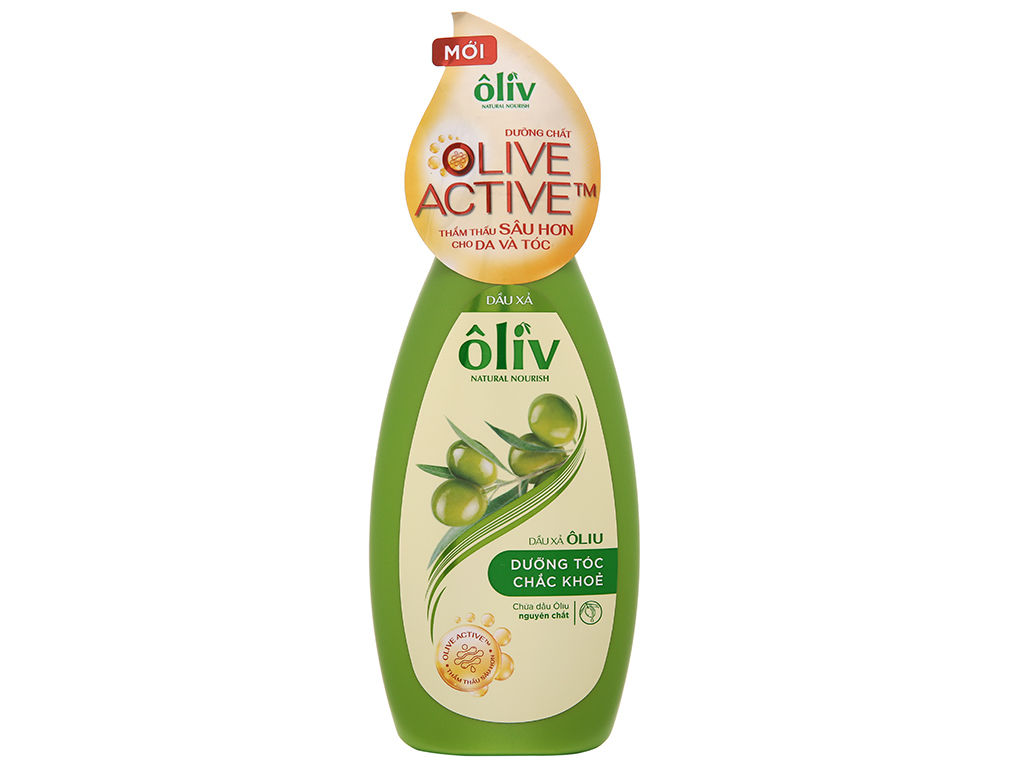 MỚI
ôliv
NATURAL NOURISH
DƯỠNG CHẤT
OLIVE
ACTIVE™
THẨM THẤU SÂU HƠN
CHO DA VÀ TÓC
DẦU XẢ
ôliv
NATURAL NOURISH
DẦU XẢ ÔLIU
DƯỠNG TÓC
CHẮC KHOẺ
Chứa dầu Ôliu
nguyên chất
OLIVE ACTIVE™
THẨM THẤU SÂU HƠN